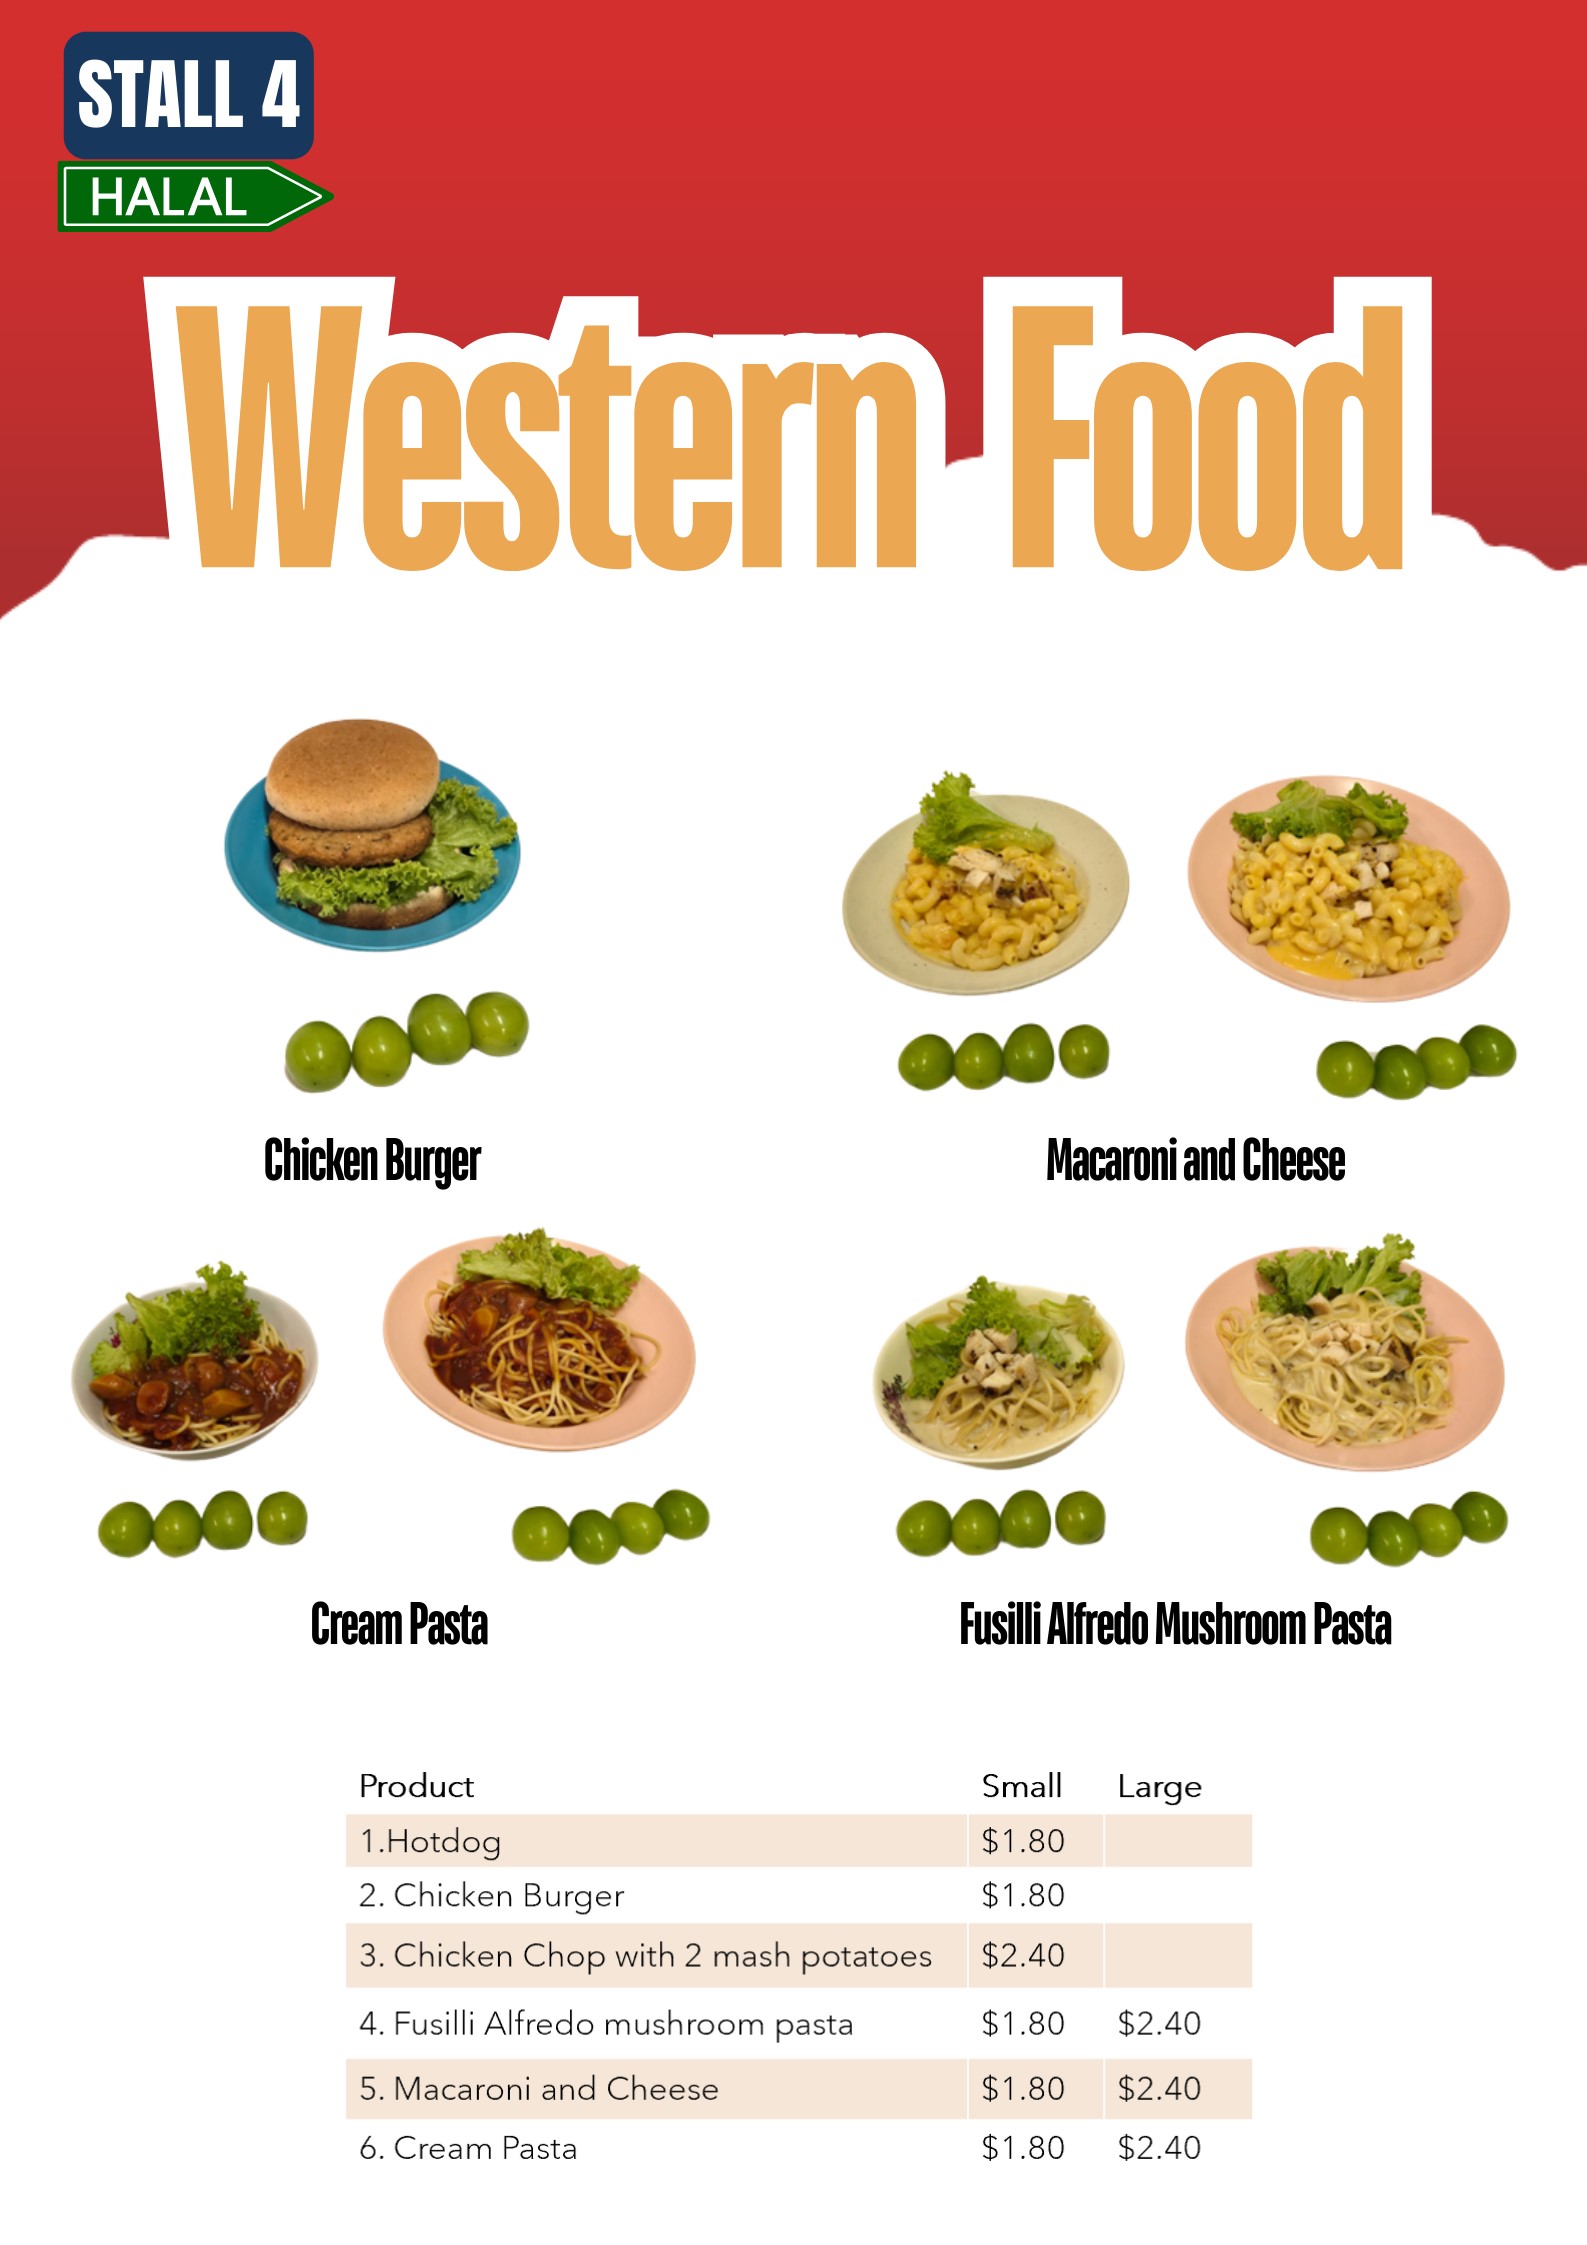 STALL 4
HALAL
Western Food
Chicken Burger
Macaroni and Cheese
Cream Pasta
Fusilli Alfredo Mushroom Pasta
Product Small Large
1.Hotdog $1.80
2. Chicken Burger $1.80
3. Chicken Chop with 2 mash potatoes $2.40
4. Fusilli Alfredo mushroom pasta $1.80 $2.40
5. Macaroni and Cheese $1.80 $2.40
6. Cream Pasta $1.80 $2.40